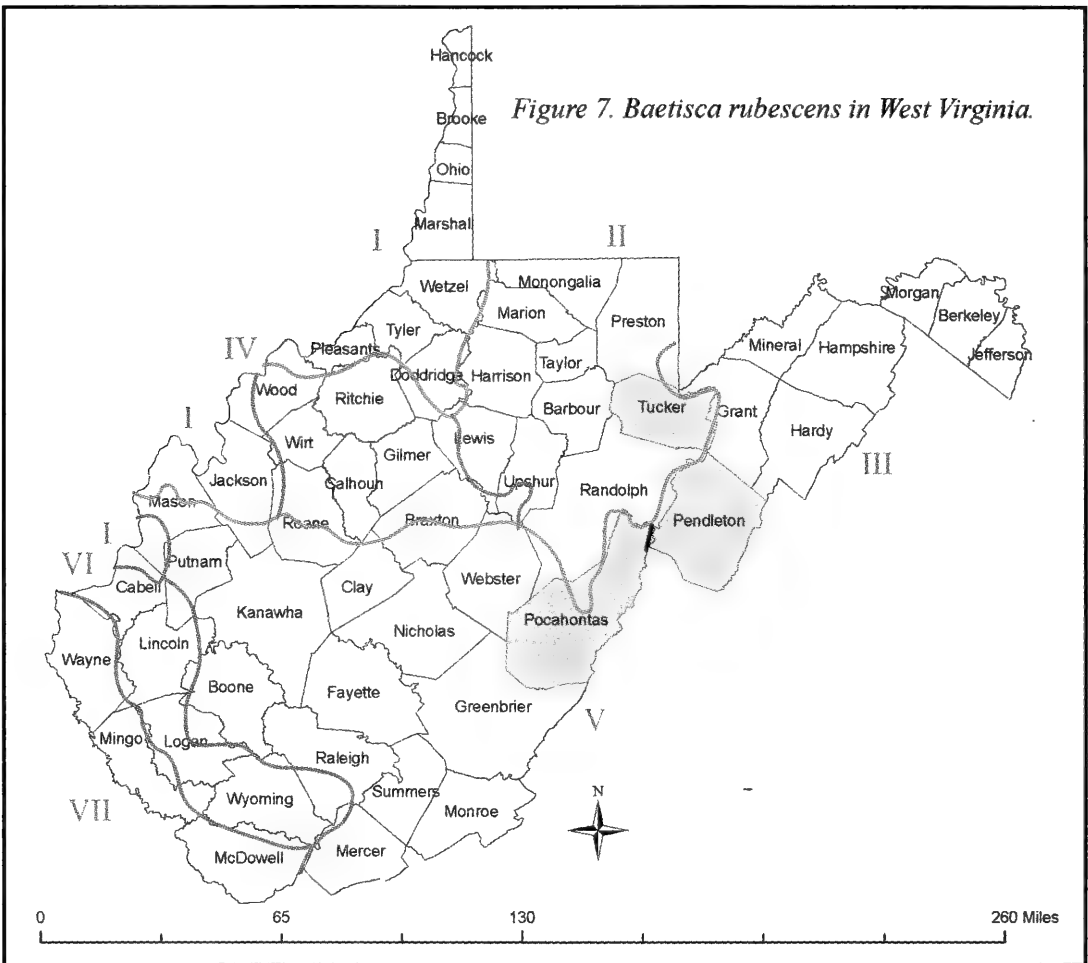 Hancock
Figure 7. Baetisca rubescens in West Virginia.
Brooke
Ohio
Marshal
I
II
Wetzel
Monongalia
Marion
Preston
Morgan
Berkeley
Jefferson
Tyler
Mineral
Hampshire
Pleasants
IV
Doddridge
Harrison
Taylor
Wood
Ritchie
Barbour
Tucker
Grant
Hardy
I
Wirt
Lewis
Gilmer
III
Jackson
Calhoun
Upshur
Randolph
Mason
Roane
Braxton
Pendleton
I
VI
Putnam
Cabell
Clay
Webster
Kanawha
Pocahontas
Nicholas
Lincoln
Wayne
Boone
Fayette
Greenbrier
V
Mingo
Logan
Raleigh
Summers
N
VII
Wyoming
Monroe
McDowell
Mercer
0 65 130 260 Miles